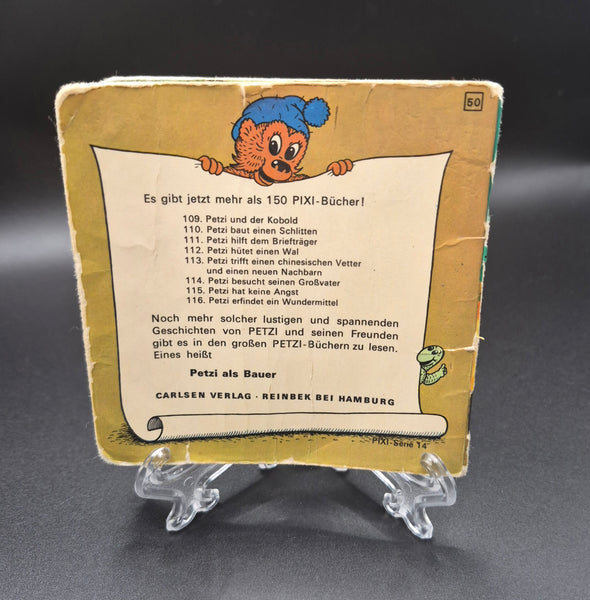 50
Es gibt jetzt mehr als 150 PIXI-Bücher!
109. Petzi und der Kobold
110. Petzi baut einen Schlitten
111. Petzi hilft dem Briefträger
112. Petzi hütet einen Wal
113. Petzi trifft einen chinesischen Vetter
und einen neuen Nachbarn
114. Petzi besucht seinen Großvater
115. Petzi hat keine Angst
116. Petzi erfindet ein Wundermittel
Noch mehr solcher lustigen und spannenden
Geschichten von PETZI und seinen Freunden
gibt es in den großen PETZI-Büchern zu lesen.
Eines heißt
Petzi als Bauer
CARLSEN VERLAG · REINBEK BEI HAMBURG
PIXI-Serie 14